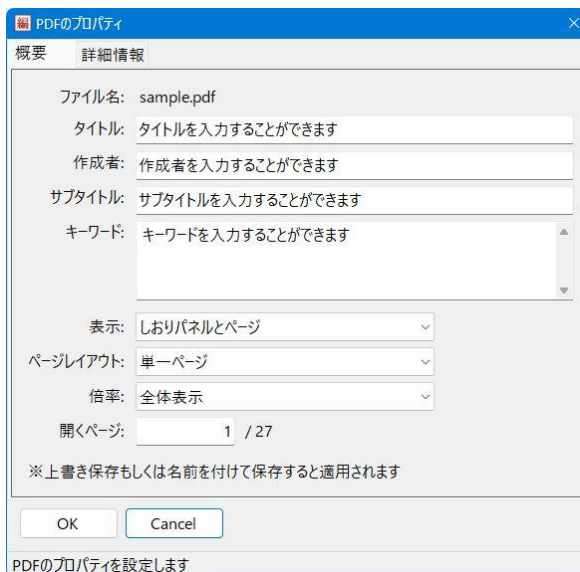 編 PDFのプロパティ
概要 詳細情報
ファイル名: sample.pdf
タイトル: タイトルを入力することができます
作成者: 作成者を入力することができます
サブタイトル: サブタイトルを入力することができます
キーワード: キーワードを入力することができます
表示: しおりパネルとページ
ページレイアウト: 単一ページ
倍率: 全体表示
開くページ: 1 / 27
※上書き保存もしくは名前を付けて保存すると適用されます
OK Cancel
PDFのプロパティを設定します